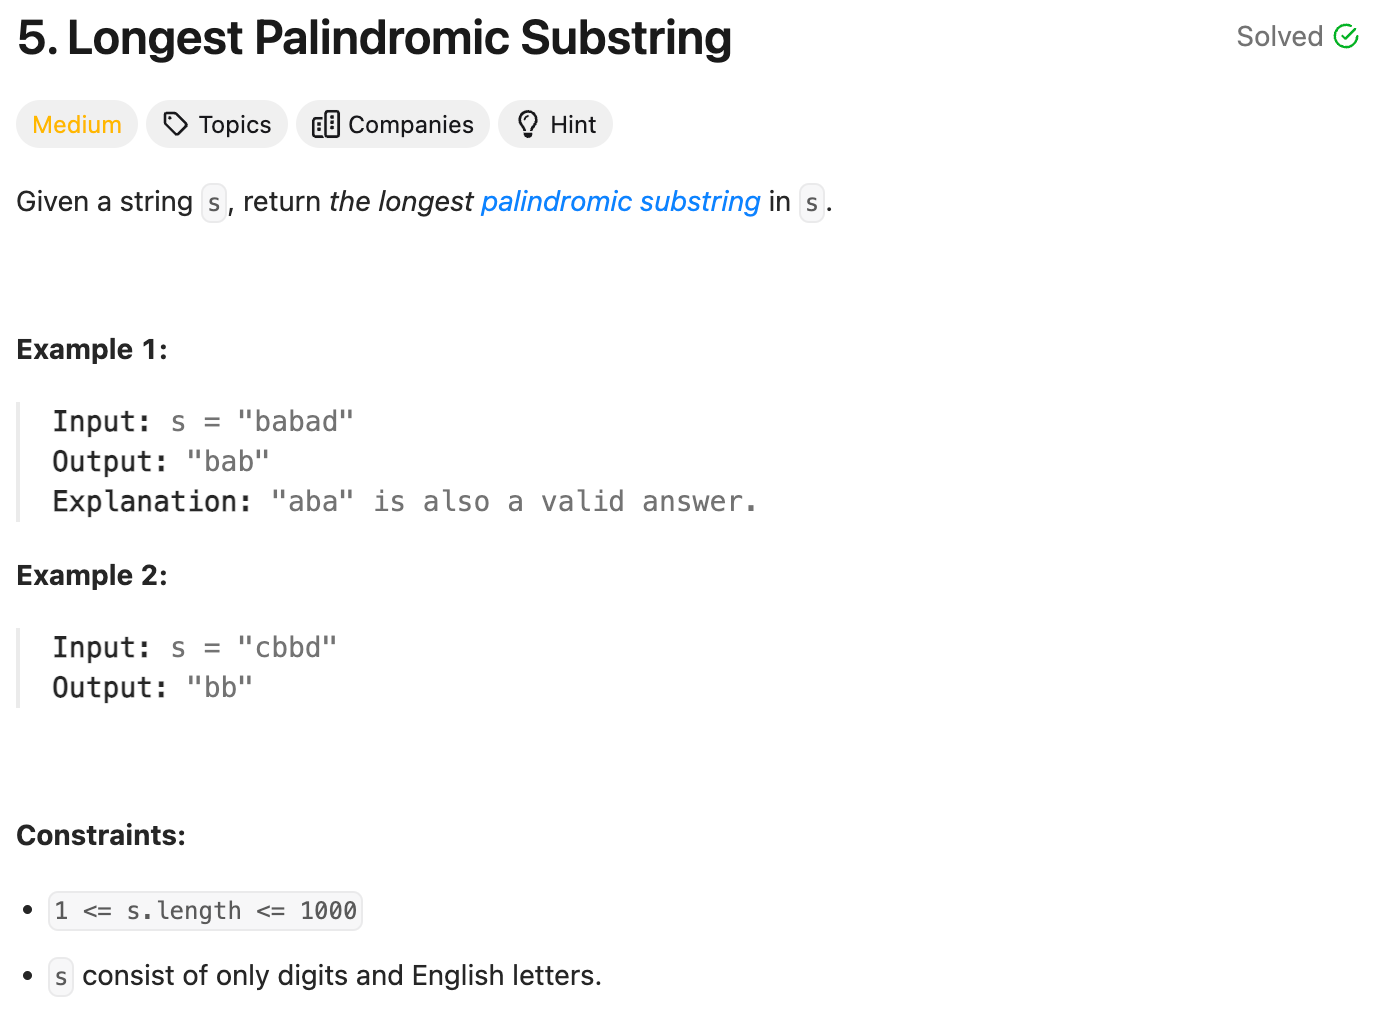 5. Longest Palindromic Substring
Solved
Medium Topics Companies Hint
Given a string s, return the longest palindromic substring in s.
Example 1:
Input: s = "babad"
Output: "bab"
Explanation: "aba" is also a valid answer.
Example 2:
Input: s = "cbbd"
Output: "bb"
Constraints:
• 1 <= s.length <= 1000
• s consist of only digits and English letters.